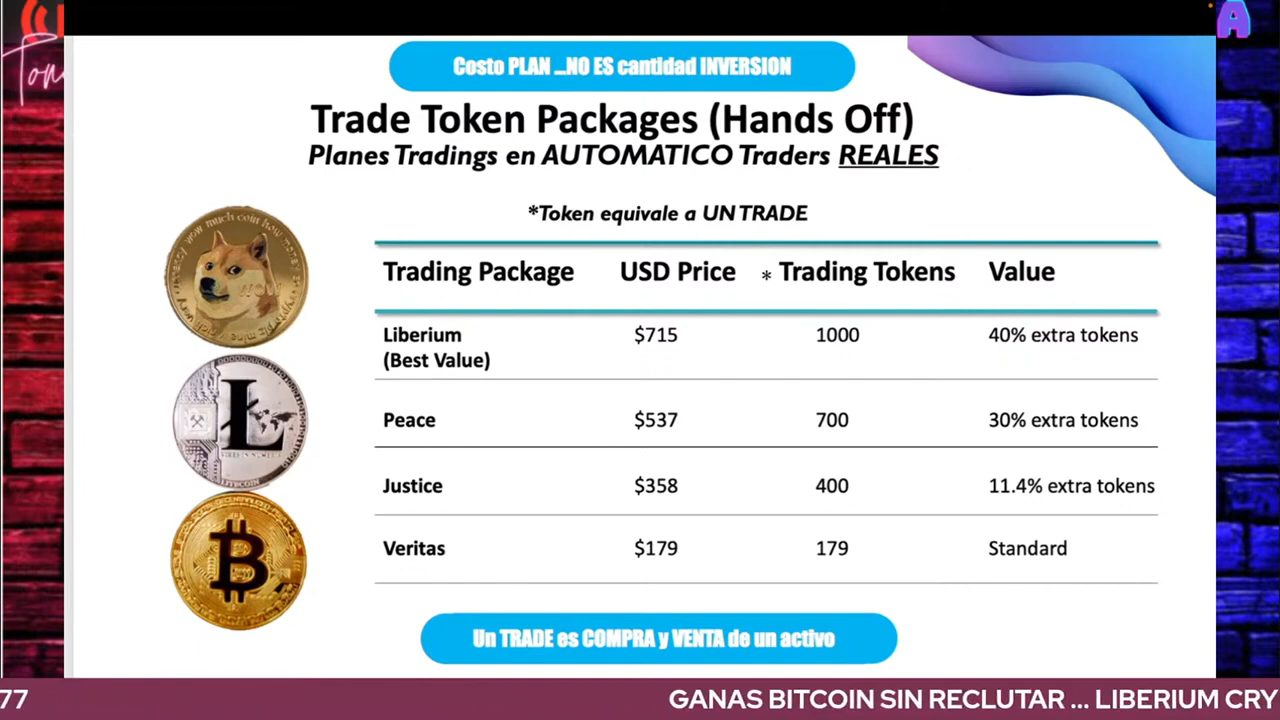 A
Tom
Costo PLAN ...NO ES cantidad INVERSION
Trade Token Packages (Hands Off)
Planes Tradings en AUTOMATICO Traders REALES
*Token equivale a UN TRADE
Trading Package USD Price * Trading Tokens Value
Liberium $715 1000 40% extra tokens
(Best Value)
Peace $537 700 30% extra tokens
Justice $358 400 11.4% extra tokens
Veritas $179 179 Standard
Un TRADE es COMPRA y VENTA de un activo
77 GANAS BITCOIN SIN RECLUTAR ... LIBERIUM CRY